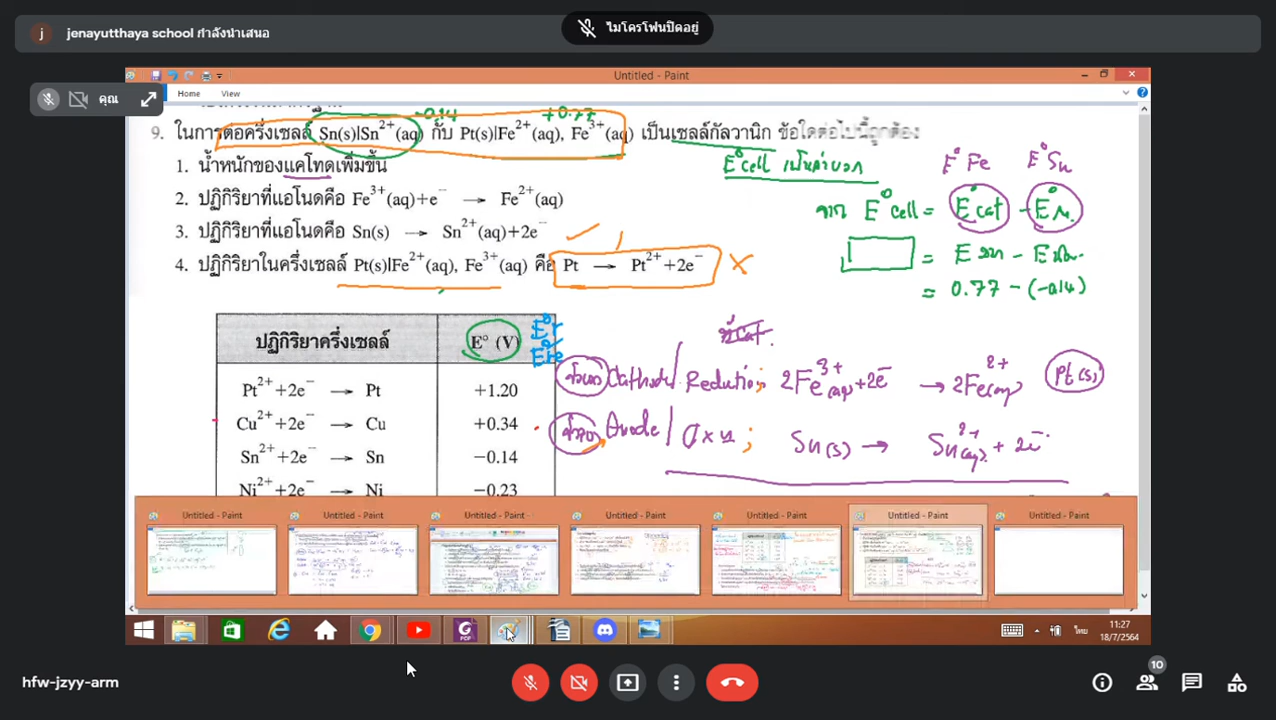 j jenayutthaya school กำลังนำเสนอ
ไมโครโฟนปิดอยู่
คุณ
Untitled - Paint
Home View
-0.14 +0.77
9. ในการต่อครึ่งเซลล์ Sn(s)|Sn²⁺(aq) กับ Pt(s)|Fe²⁺(aq), Fe³⁺(aq) เป็นเซลล์กัลวานิก ข้อใดต่อไปนี้ถูกต้อง
1. น้ำหนักของแคโทดเพิ่มขึ้น
2. ปฏิกิริยาที่แอโนดคือ Fe³⁺(aq)+e⁻ → Fe²⁺(aq)
3. ปฏิกิริยาที่แอโนดคือ Sn(s) → Sn²⁺(aq)+2e⁻
4. ปฏิกิริยาในครึ่งเซลล์ Pt(s)|Fe²⁺(aq), Fe³⁺(aq) คือ Pt → Pt²⁺+2e⁻
E°cell เป็นค่าบวก
E°Fe E°Sn
จาก E°cell = E°cat -
=
= 0.77 - (-0.14)
ปฏิกิริยาครึ่งเซลล์ E° (V)
Pt²⁺+2e⁻ → Pt +1.20
Cu²⁺+2e⁻ → Cu +0.34
Sn²⁺+2e⁻ → Sn −0.14
Ni²⁺+2e⁻ → Ni −0.23
ขั้วบวก Cathode/ Reduction; 2Fe³⁺(aq)+2e⁻ → 2Fe²⁺(aq) Pt(s)
ขั้วลบ Anode/ ; Sn(s) → Sn²⁺(aq) + 2e⁻
Untitled - Paint Untitled - Paint Untitled - Paint Untitled - Paint Untitled - Paint Untitled - Paint Untitled - Paint
PDF
ไทย
11:27
18/7/2564
hfw-jzyy-arm
10